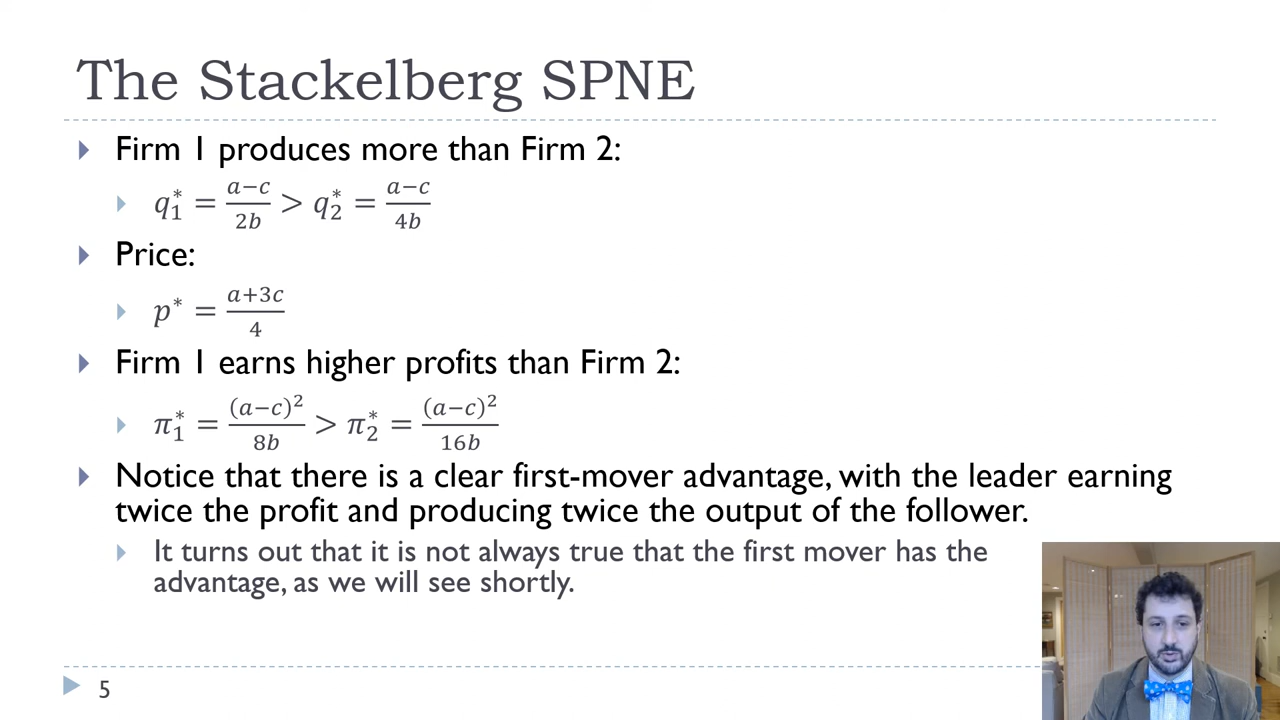 The Stackelberg SPNE
Firm 1 produces more than Firm 2:
q₁* = (a−c)/(2b) > q₂* = (a−c)/(4b)
Price:
p* = (a+3c)/4
Firm 1 earns higher profits than Firm 2:
π₁* = (a−c)²/(8b) > π₂* = (a−c)²/(16b)
Notice that there is a clear first-mover advantage, with the leader earning
twice the profit and producing twice the output of the follower.
It turns out that it is not always true that the first mover has the
advantage, as we will see shortly.
5